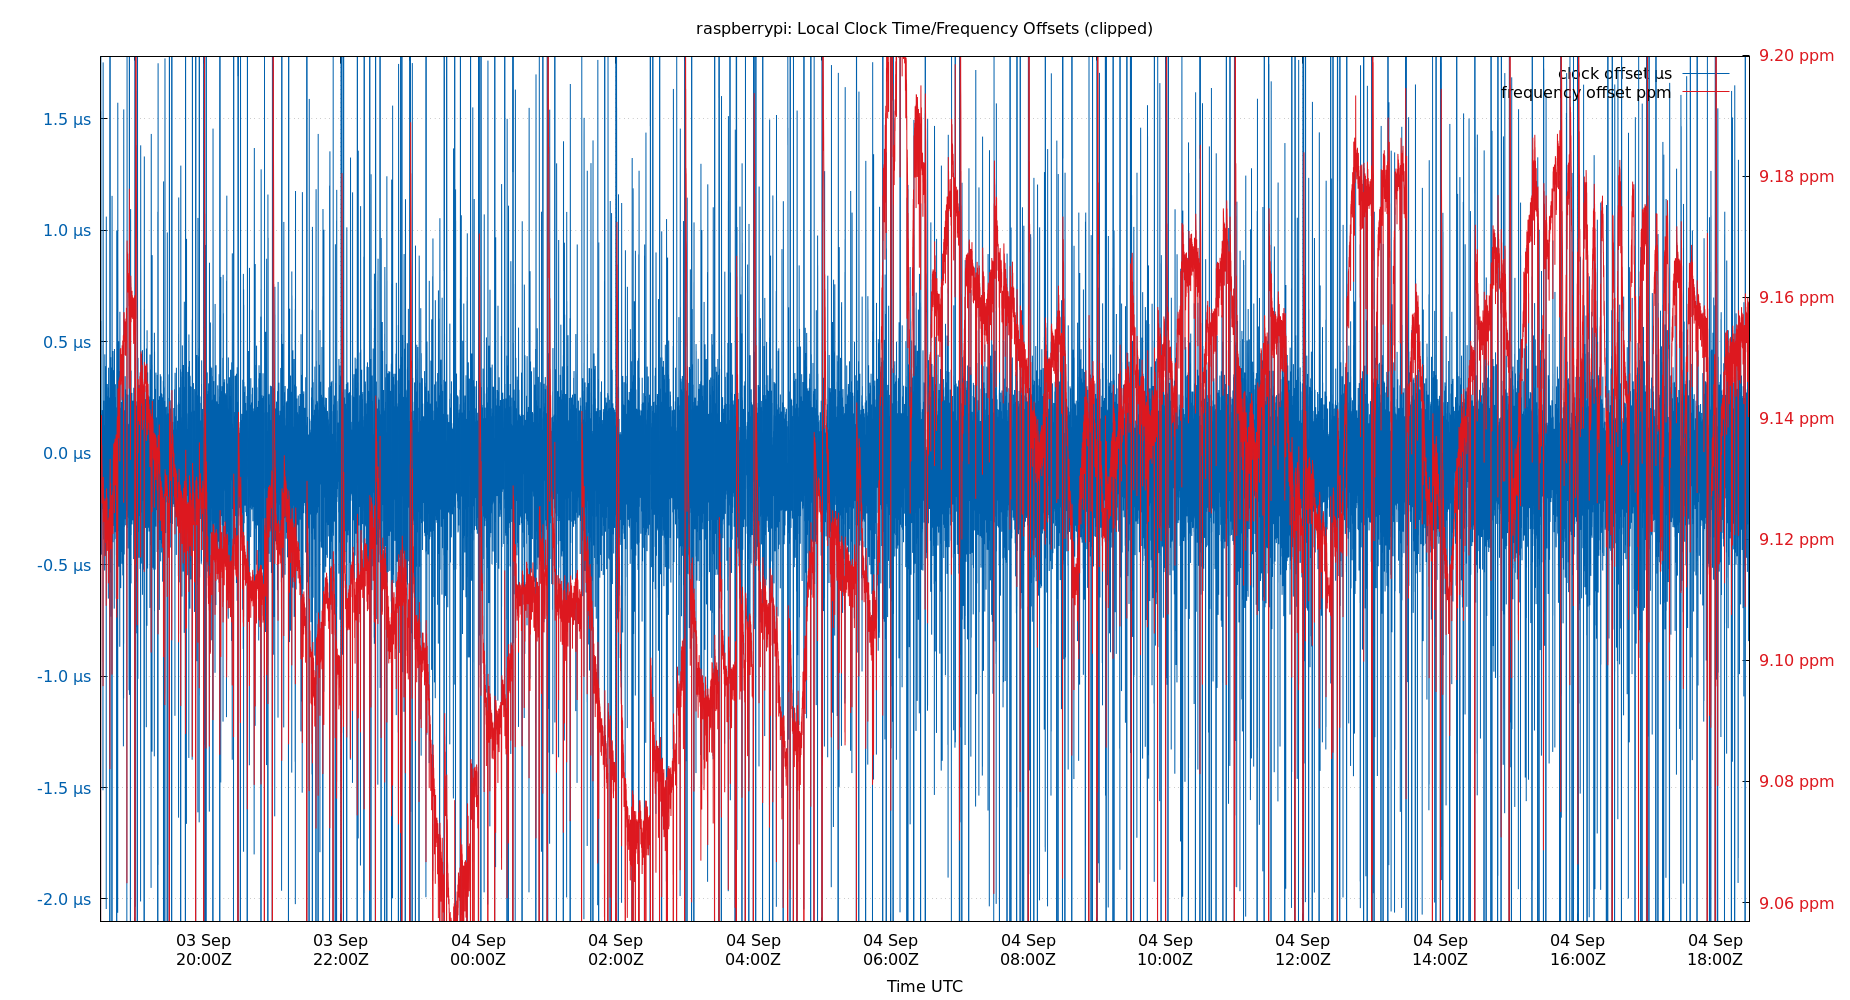 raspberrypi: Local Clock Time/Frequency Offsets (clipped)
clock offset µs
frequency offset ppm
1.5 µs
1.0 µs
0.5 µs
0.0 µs
-0.5 µs
-1.0 µs
-1.5 µs
-2.0 µs
9.20 ppm
9.18 ppm
9.16 ppm
9.14 ppm
9.12 ppm
9.10 ppm
9.08 ppm
9.06 ppm
03 Sep
20:00Z
03 Sep
22:00Z
04 Sep
00:00Z
04 Sep
02:00Z
04 Sep
04:00Z
04 Sep
06:00Z
04 Sep
08:00Z
04 Sep
10:00Z
04 Sep
12:00Z
04 Sep
14:00Z
04 Sep
16:00Z
04 Sep
18:00Z
Time UTC